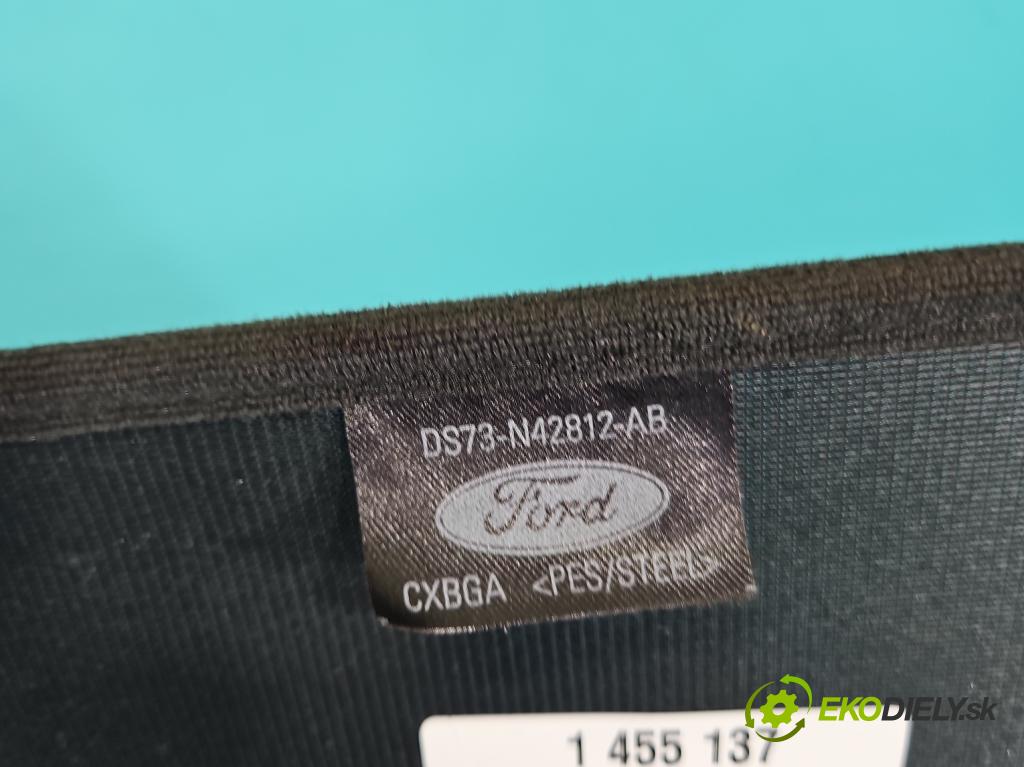 DS73-N42812-AB
Ford
CXBGA <PES/STEEL>
1 455 137
EKODIELY.sk